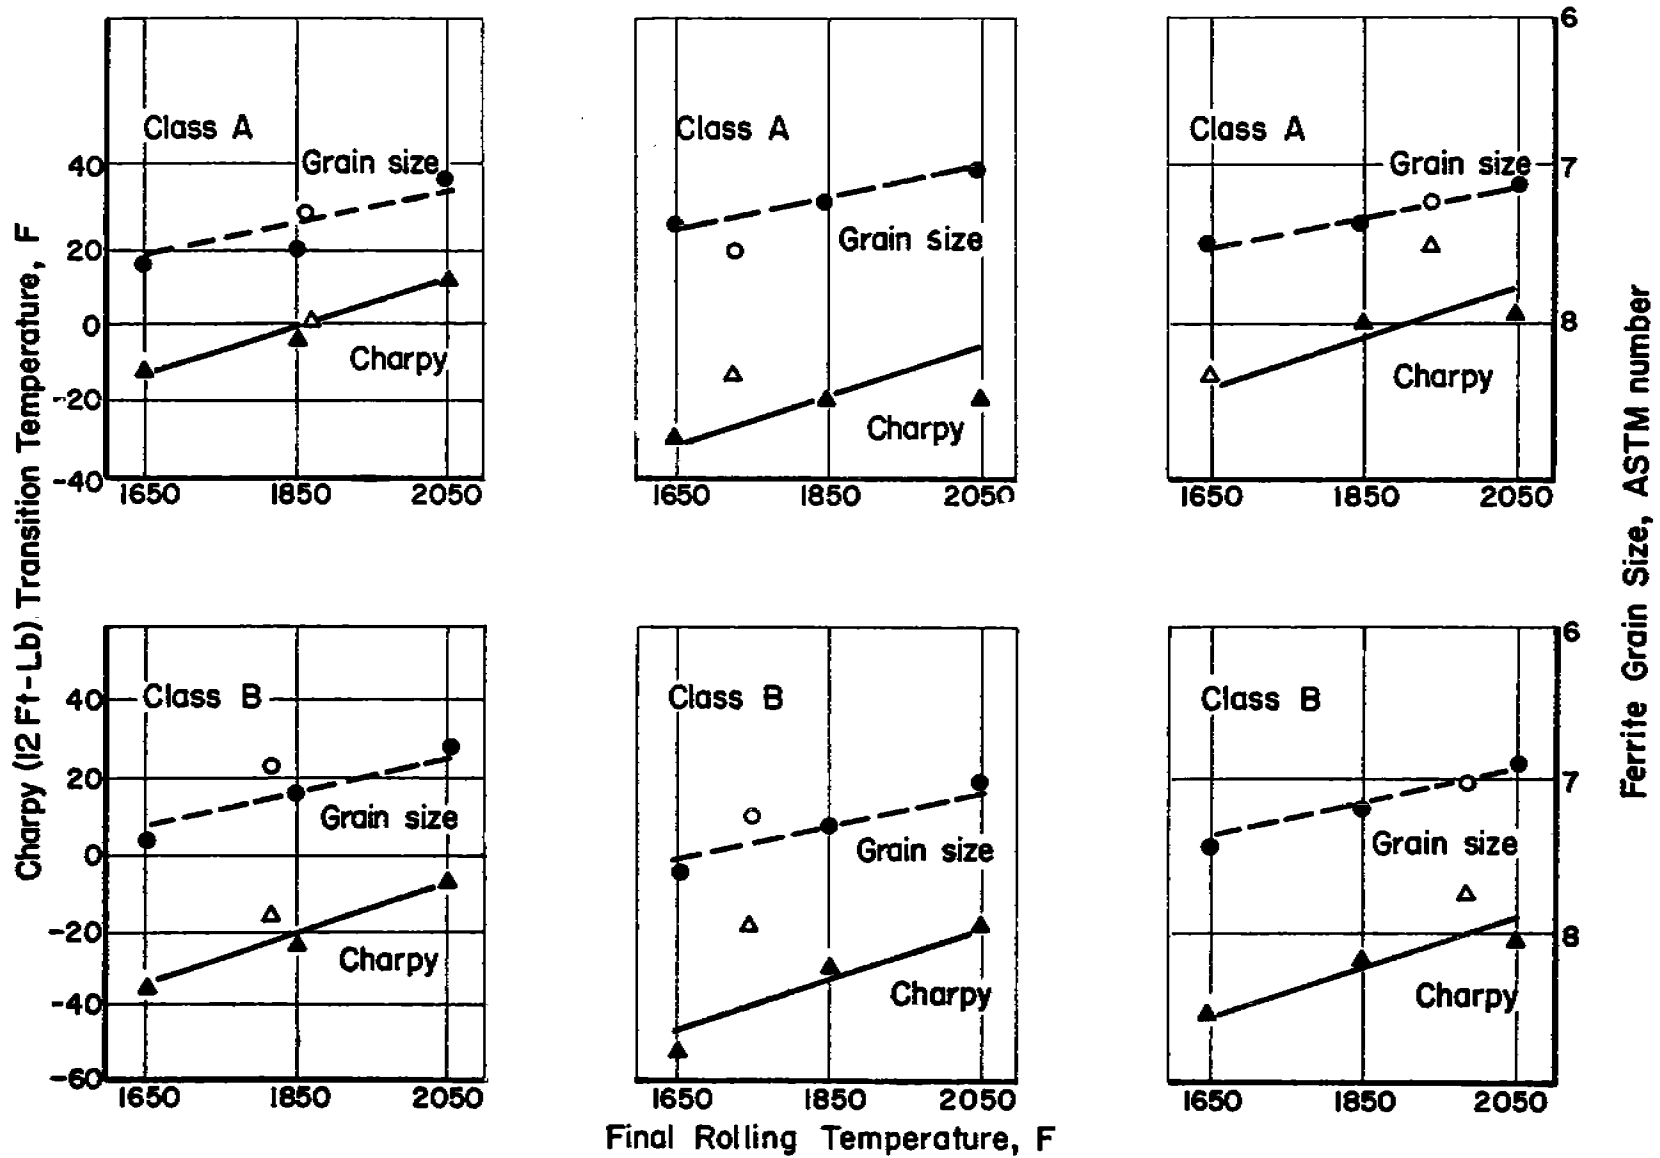 Charpy (12 Ft-Lb) Transition Temperature, F
Ferrite Grain Size, ASTM number
Class A
Grain size
Charpy
40
20
0
-20
-40
1650 1850 2050
Class A
Grain size
Charpy
1650 1850 2050
Class A
Grain size
Charpy
6
7
8
1650 1850 2050
Class B
Grain size
Charpy
40
20
0
-20
-40
-60
1650 1850 2050
Class B
Grain size
Charpy
1650 1850 2050
Class B
Grain size
Charpy
6
7
8
1650 1850 2050
Final Rolling Temperature, F